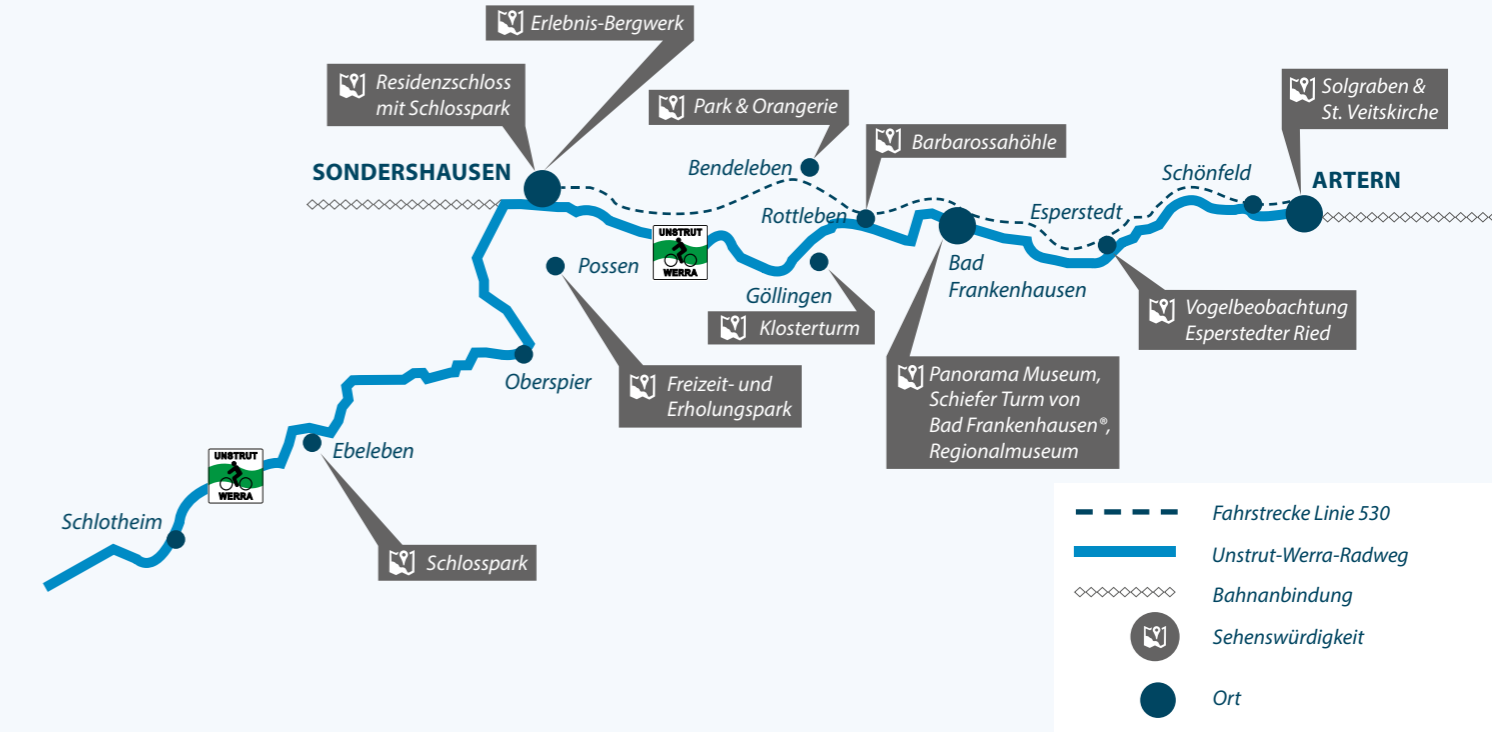 Erlebnis-Bergwerk
Residenzschloss
mit Schlosspark
Park & Orangerie
Solgraben &
St. Veitskirche
Barbarossahöhle
SONDERSHAUSEN
Bendeleben
Schönfeld
ARTERN
Rottleben
Esperstedt
UNSTRUT
WERRA
Possen
Bad
Frankenhausen
Göllingen
Klosterturm
Vogelbeobachtung
Esperstedter Ried
Oberspier
Freizeit- und
Erholungspark
Panorama Museum,
Schiefer Turm von
Bad Frankenhausen®,
Regionalmuseum
Ebeleben
UNSTRUT
WERRA
Schlotheim
Schlosspark
Fahrstrecke Linie 530
Unstrut-Werra-Radweg
Bahnanbindung
Sehenswürdigkeit
Ort